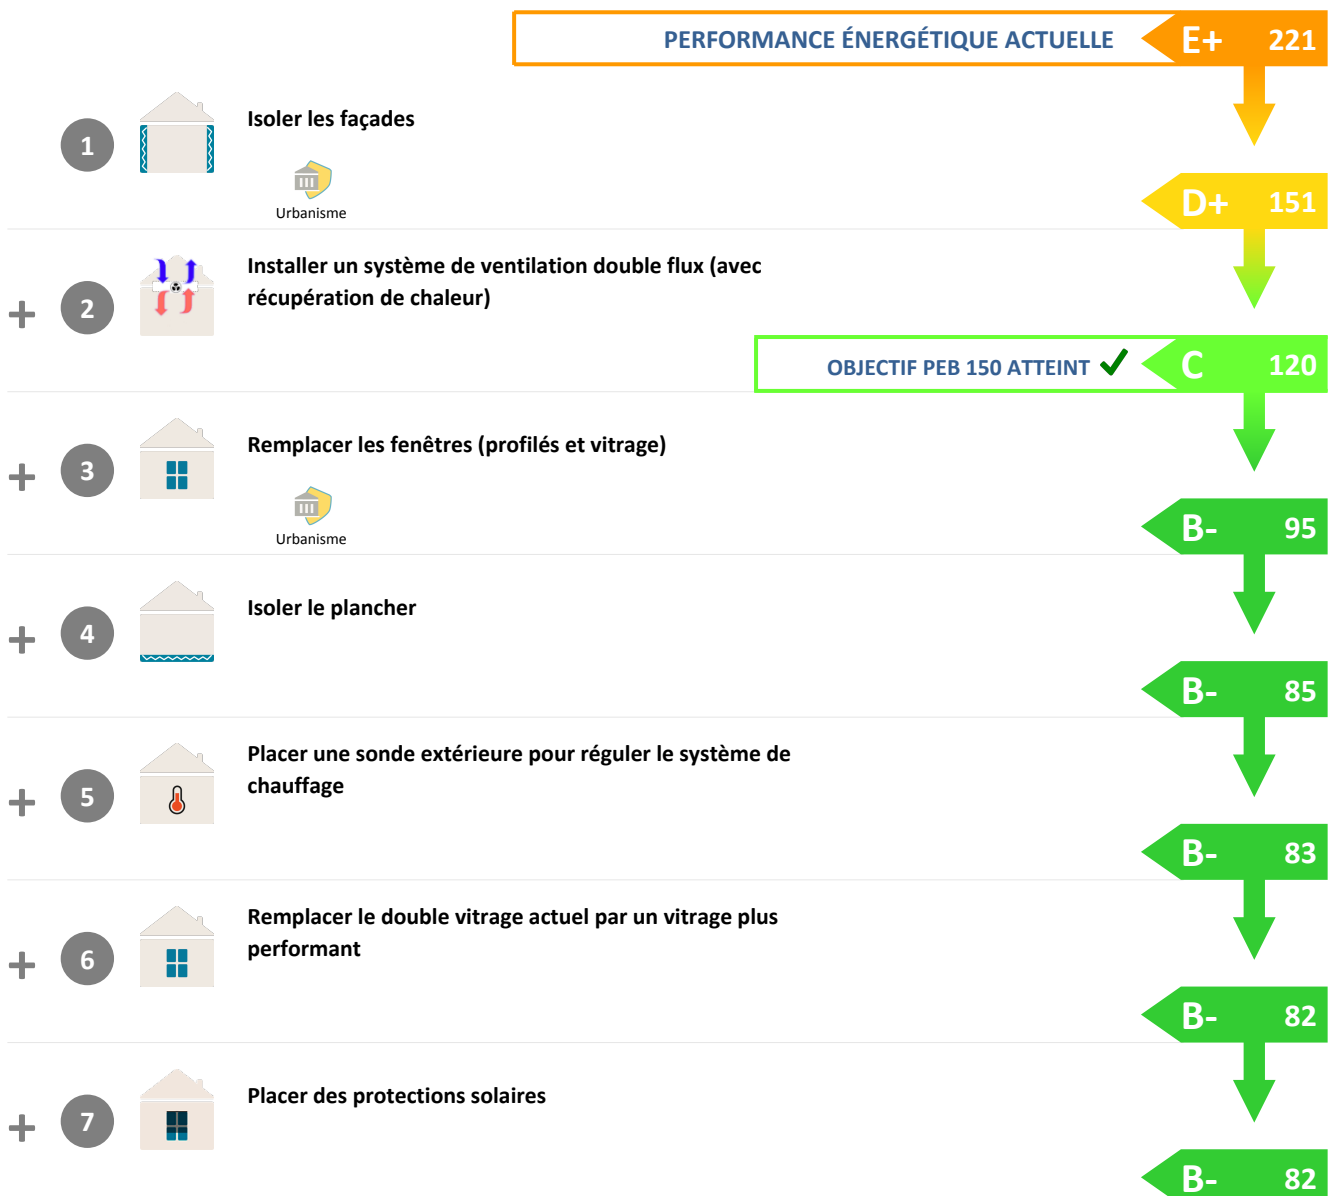 PERFORMANCE ÉNERGÉTIQUE ACTUELLE E+ 221
1 Isoler les façades
Urbanisme
D+ 151
+ 2 Installer un système de ventilation double flux (avec
récupération de chaleur)
OBJECTIF PEB 150 ATTEINT ✓ C 120
+ 3 Remplacer les fenêtres (profilés et vitrage)
Urbanisme
B- 95
+ 4 Isoler le plancher
B- 85
+ 5 Placer une sonde extérieure pour réguler le système de
chauffage
B- 83
+ 6 Remplacer le double vitrage actuel par un vitrage plus
performant
B- 82
+ 7 Placer des protections solaires
B- 82